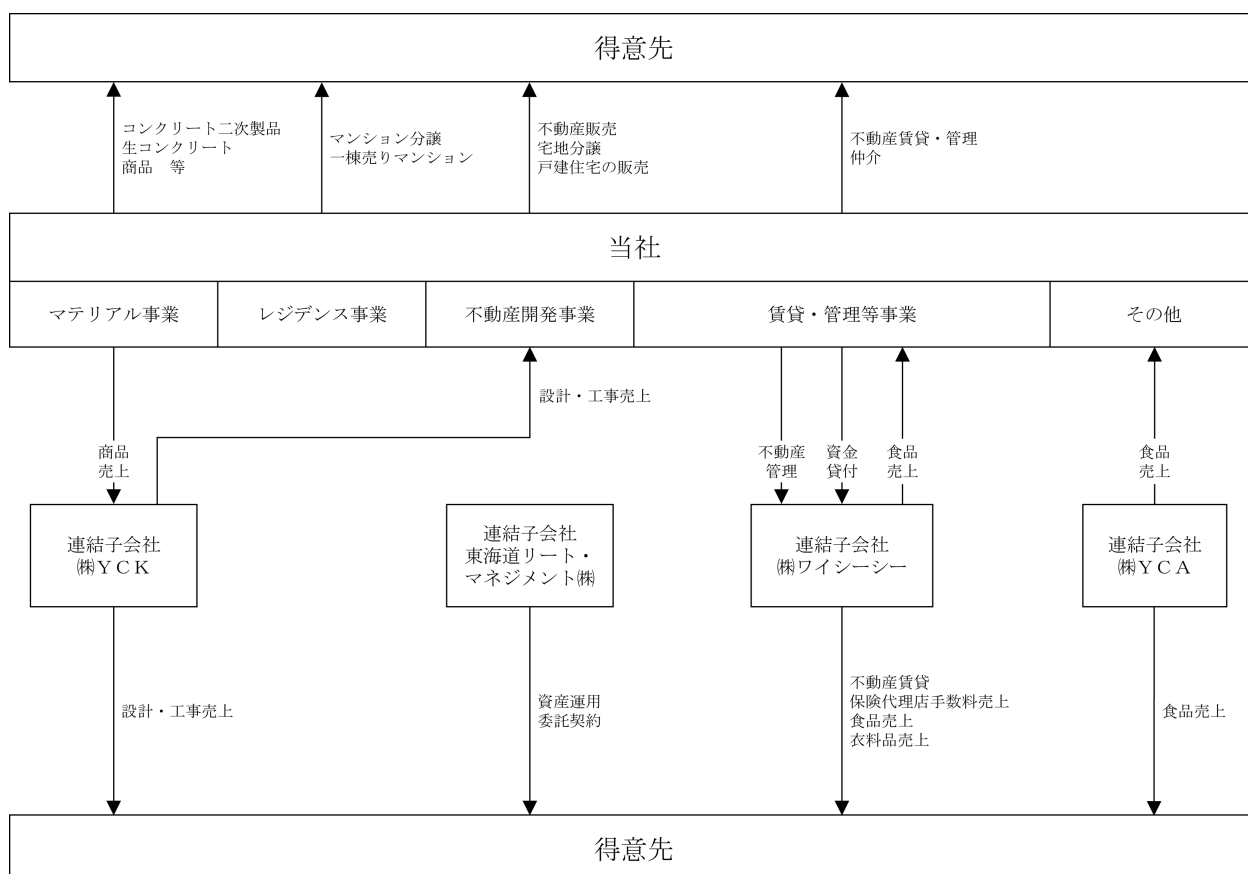 得意先
コンクリート二次製品
生コンクリート
商品　等
マンション分譲
一棟売りマンション
不動産販売
宅地分譲
戸建住宅の販売
不動産賃貸・管理
仲介
当社
マテリアル事業
レジデンス事業
不動産開発事業
賃貸・管理等事業
その他
設計・工事売上
商品
売上
不動産
管理
資金
貸付
食品
売上
食品
売上
連結子会社
㈱ＹＣＫ
連結子会社
東海道リート・
マネジメント㈱
連結子会社
㈱ワイシーシー
連結子会社
㈱ＹＣＡ
設計・工事売上
資産運用
委託契約
不動産賃貸
保険代理店手数料売上
食品売上
衣料品売上
食品売上
得意先